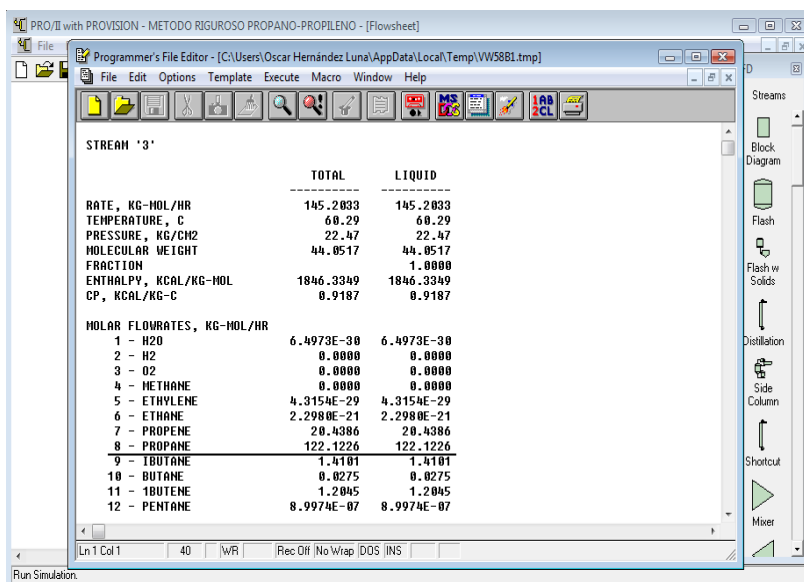 PRO/II with PROVISION - METODO RIGUROSO PROPANO-PROPILENO - [Flowsheet]
File
Programmer's File Editor - [C:\Users\Oscar Hernández Luna\AppData\Local\Temp\VW58B1.tmp]
File Edit Options Template Execute Macro Window Help
STREAM '3'
TOTAL LIQUID
---------- ----------
RATE, KG-MOL/HR 145.2033 145.2033
TEMPERATURE, C 60.29 60.29
PRESSURE, KG/CM2 22.47 22.47
MOLECULAR WEIGHT 44.0517 44.0517
FRACTION 1.0000
ENTHALPY, KCAL/KG-MOL 1846.3349 1846.3349
CP, KCAL/KG-C 0.9187 0.9187
MOLAR FLOWRATES, KG-MOL/HR
1 - H2O 6.4973E-30 6.4973E-30
2 - H2 0.0000 0.0000
3 - O2 0.0000 0.0000
4 - METHANE 0.0000 0.0000
5 - ETHYLENE 4.3154E-29 4.3154E-29
6 - ETHANE 2.2980E-21 2.2980E-21
7 - PROPENE 20.4386 20.4386
8 - PROPANE 122.1226 122.1226
9 - IBUTANE 1.4101 1.4101
10 - BUTANE 0.0275 0.0275
11 - 1BUTENE 1.2045 1.2045
12 - PENTANE 8.9974E-07 8.9974E-07
Ln 1 Col 1 40 WR Rec Off No Wrap DOS INS
Run Simulation.
Streams
Block
Diagram
Flash
Flash w
Solids
Distillation
Side
Column
Shortcut
Mixer